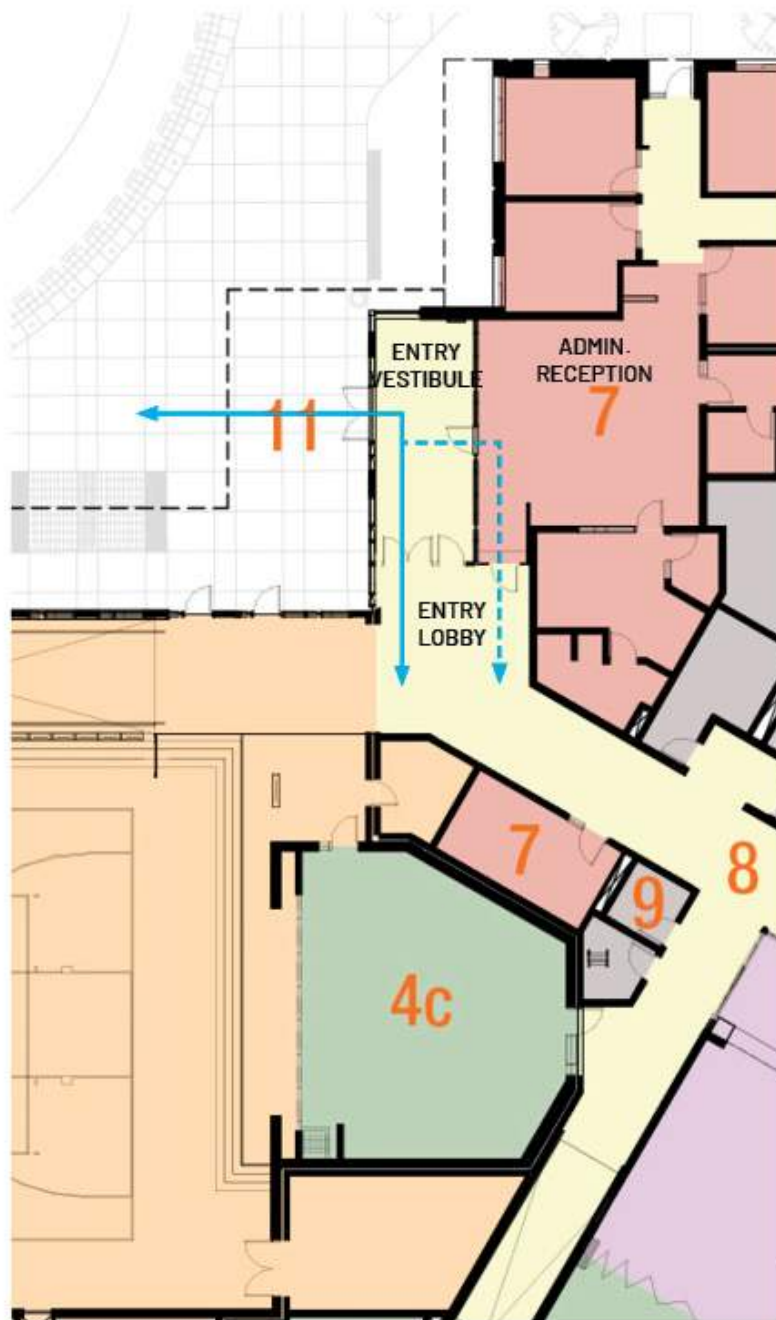 ENTRY
VESTIBULE
ADMIN.
RECEPTION
11
7
ENTRY
LOBBY
7
9
8
4c